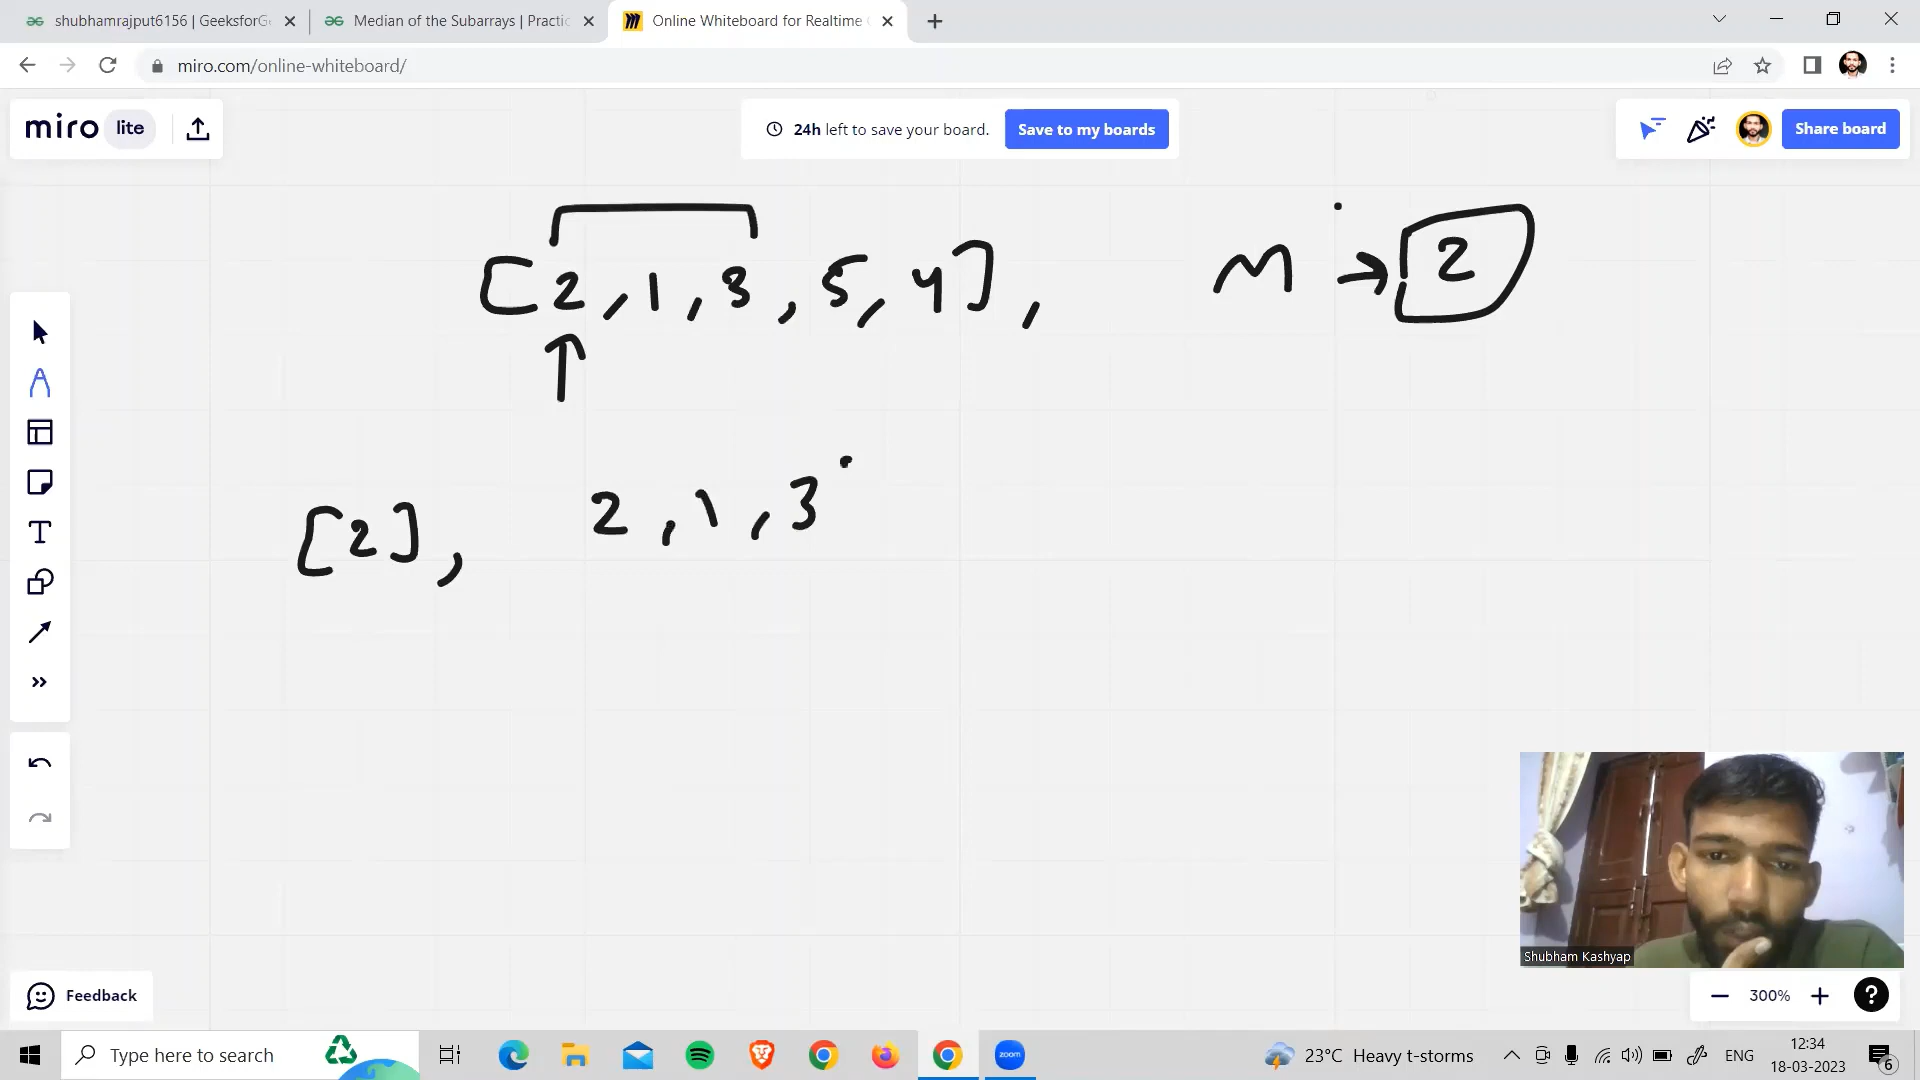 shubhamrajput6156 | GeeksforG
Median of the Subarrays | Practic
Online Whiteboard for Realtime
miro.com/online-whiteboard/
miro lite
24h left to save your board.
Save to my boards
Share board
[2,1,3,5,4],
M → 2
[2],
2,1,3
T
Shubham Kashyap
Feedback
300%
?
Type here to search
zoom
23°C Heavy t-storms
ENG
12:34
18-03-2023
6